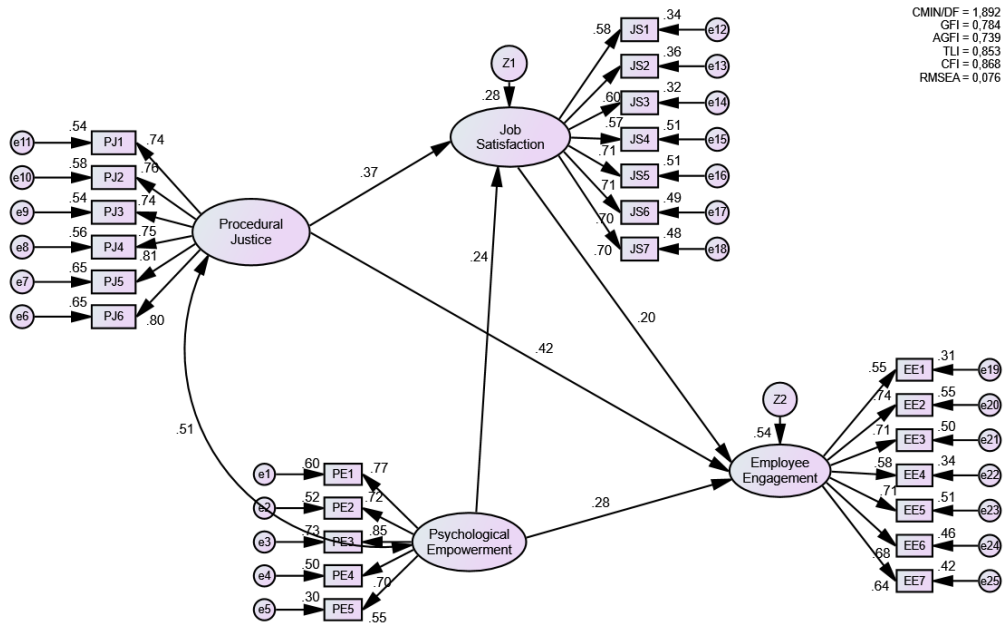 CMIN/DF = 1,892
GFI = 0,784
AGFI = 0,739
TLI = 0,853
CFI = 0,868
RMSEA = 0,076
Z1
.28
Job
Satisfaction
.58
JS1
.34
e12
JS2
.36
e13
.60
JS3
.32
e14
.57
JS4
.51
e15
.71
JS5
.51
e16
.71
JS6
.49
e17
.70
JS7
.48
e18
.70
e11
.54
PJ1
.74
e10
.58
PJ2
.76
e9
.54
PJ3
.74
e8
.56
PJ4
.75
e7
.65
PJ5
.81
e6
.65
PJ6
.80
Procedural
Justice
.37
.24
.20
.42
.51
.28
e1
.60
PE1
.77
e2
.52
PE2
.72
e3
.73
PE3
.85
e4
.50
PE4
.70
e5
.30
PE5
.55
Psychological
Empowerment
Z2
.54
Employee
Engagement
.55
EE1
.31
e19
.74
EE2
.55
e20
.71
EE3
.50
e21
.58
EE4
.34
e22
.71
EE5
.51
e23
EE6
.46
e24
.68
EE7
.42
e25
.64